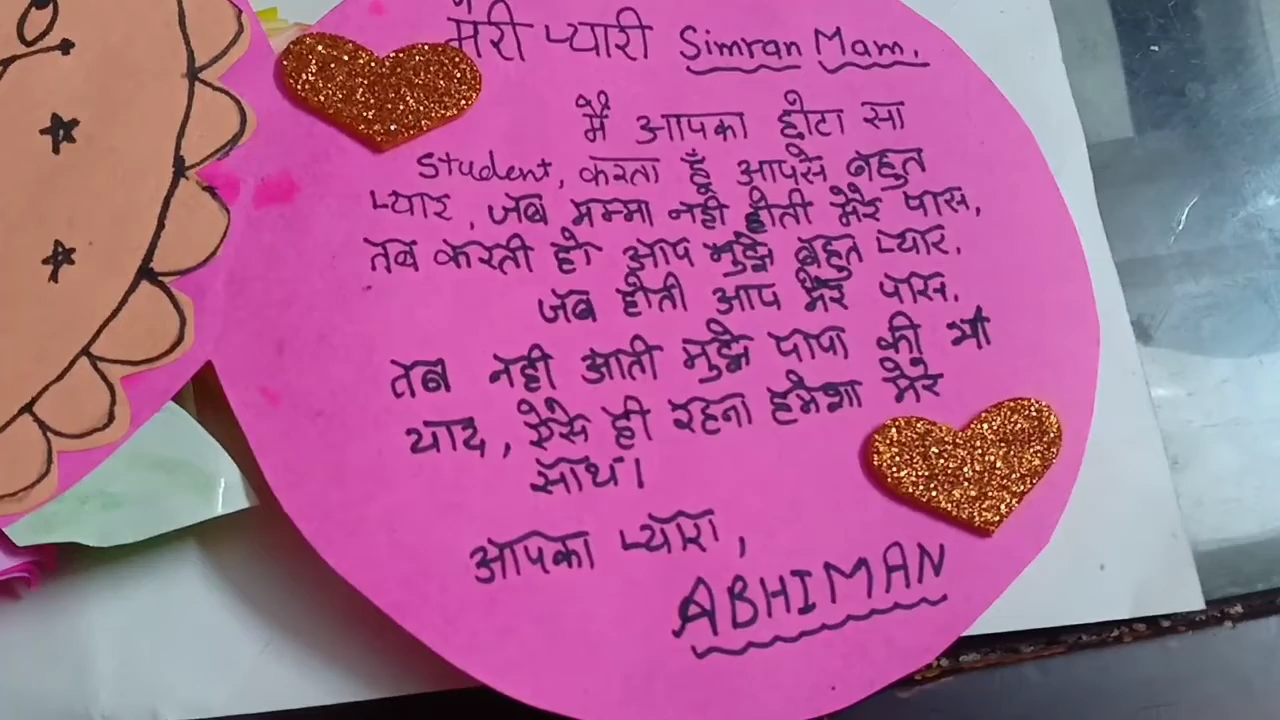 मेरी प्यारी Simran Mam.
मैं आपका छोटा सा
Student, करता हूँ आपसे बहुत
प्यार, जब मम्मा नही होती मेरे पास,
तब करती हो आप मुझे बहुत प्यार.
जब होती आप मेरे पास.
तब नही आती मुझे पापा की भी
याद, ऐसे ही रहना हमेशा मेरे
साथ।
आपका प्यारा,
ABHIMAN